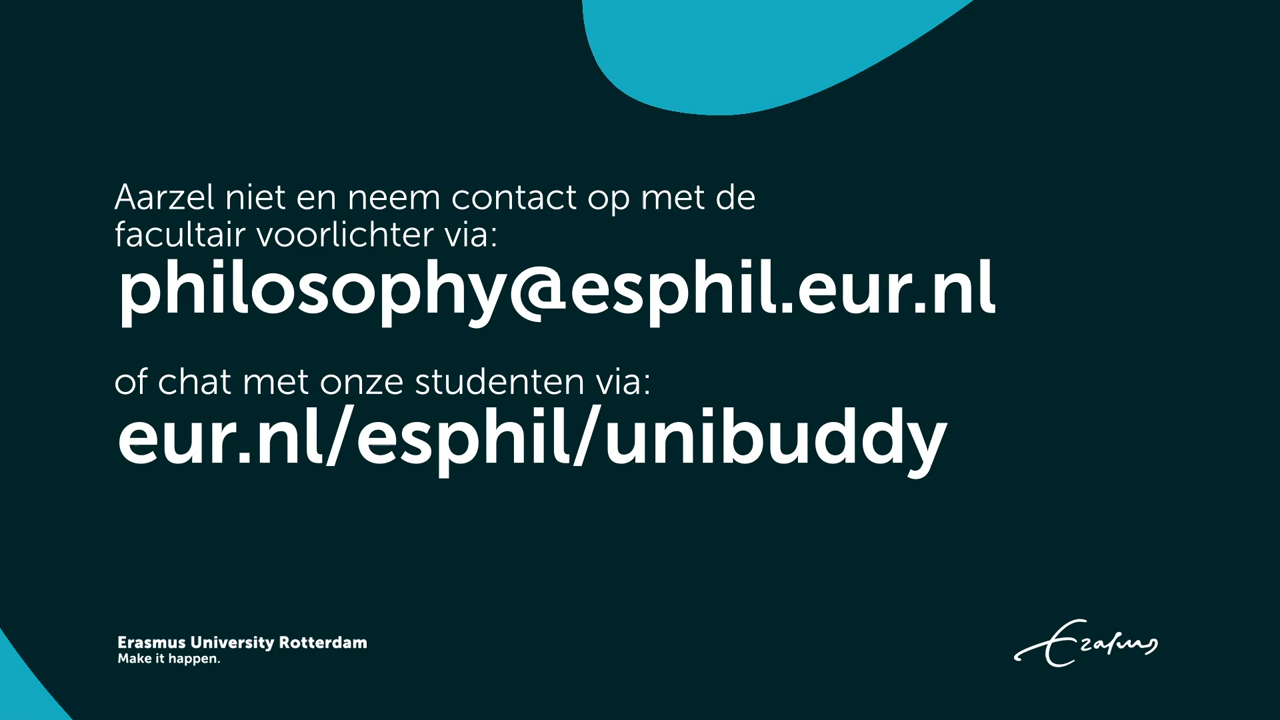 Aarzel niet en neem contact op met de
facultair voorlichter via:
philosophy@esphil.eur.nl
of chat met onze studenten via:
eur.nl/esphil/unibuddy
Erasmus University Rotterdam
Make it happen.
Erasmus